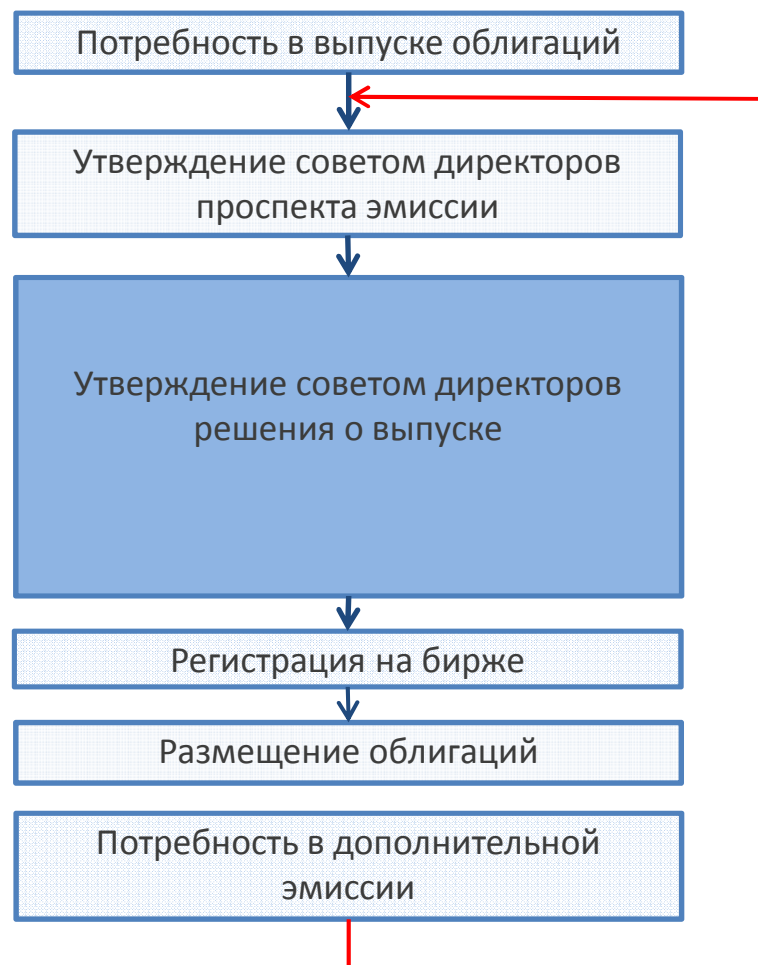 Потребность в выпуске облигаций
Утверждение советом директоров
проспекта эмиссии
Утверждение советом директоров
решения о выпуске
Регистрация на бирже
Размещение облигаций
Потребность в дополнительной
эмиссии